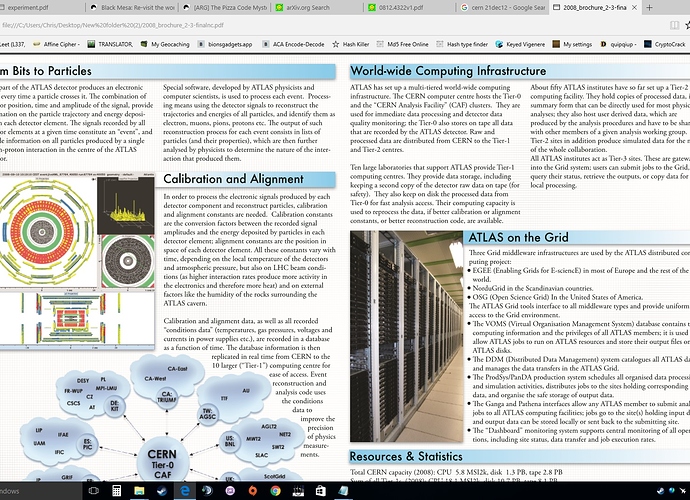 experiment.pdf
Black Mesa: Re-visit the wo
[ARG] The Pizza Code Myst
arXiv.org Search
0812.4322v1.pdf
cern 21dec12 - Google Sear
2008_brochure_2-3-fina
file:///C:/Users/Chris/Desktop/New%20folder%20(2)/2008_brochure_2-3-finaloc.pdf
Leet (L337,
Affine Cipher -
TRANSLATOR,
My Geocaching
bionsgadgets.app
ACA Encode-Decode
Hash Killer
Md5 Free Online
Hash type finder
Keyed Vigenere
My settings
quipqiup -
CryptoCrack
m Bits to Particles
part of the ATLAS detector produces an electronic
every time a particle crosses it. The combination of
or position, time and amplitude of the signal, provide
mation on the particle trajectory and energy deposi-
n each detector element. The signals recorded by all
or elements at a given time constitute an "event", and
le information on all particles produced by a single
n-proton interaction in the centre of the ATLAS
or.
Special software, developed by ATLAS physicists and
computer scientists, is used to process each event. Process-
ing means using the detector signals to reconstruct the
trajectories and energies of all particles, and identify them as
electrons, muons, pions, protons etc. The output of such
reconstruction process for each event consists in lists of
particles (and their properties), which are then further
analysed by physicists to determine the nature of the inter-
action that produced them.
Calibration and Alignment
In order to process the electronic signals produced by each
detector component and reconstruct particles, calibration
and alignment constants are needed. Calibration constants
are the conversion factors between the recorded signal
amplitudes and the energy deposited by particles in each
detector element; alignment constants are the position in
space of each detector element. All these constants vary with
time, depending on the local temperature of the detectors
and atmospheric pressure, but also on LHC beam condi-
tions (as higher interaction rates produce more activity in
the electronics and therefore more heat) and on external
factors like the humidity of the rocks surrounding the
ATLAS cavern.
Calibration and alignment data, as well as all recorded
"conditions data" (temperatures, gas pressures, voltages and
currents in power supplies etc.), are recorded in a database
as a function of time. The database information is then
replicated in real time from CERN to the
10 larger ("Tier-1") computing centre for
ease of access. Event
reconstruction and
analysis code uses
the conditions
data to
improve the
precision
of physics
measure-
ments.
DESY
PL
FR-WUP
MPI-LMU
CZ
CSCS
AT
DE:
KIT
CA-East
CA-West
CA:
TRIUMF
TTF
AU
TW:
AGSC
UP
IFAE
UAM
IFIC
LIP
ES:
PIC
CERN
Tier-0
CAF
US:
BNL
AGLT2
MWT2
NET2
SWT2
SLAC
UK:
ScotGrid
World-wide Computing Infrastructure
ATLAS has set up a multi-tiered world-wide computing
infrastructure. The CERN computer centre hosts the Tier-0
and the "CERN Analysis Facility" (CAF) clusters. They are
used for immediate data processing and detector data
quality monitoring; the Tier-0 also stores on tape all data
that are recorded by the ATLAS detector. Raw and
processed data are distributed from CERN to the Tier-1
and Tier-2 centres.
Ten large laboratories that support ATLAS provide Tier-1
computing centres. They provide data storage, including
keeping a second copy of the detector raw data on tape (for
safety). They also keep on disk the processed data from
Tier-0 for fast analysis access. Their computing capacity is
used to reprocess the data, if better calibration or alignment
constants, or better reconstruction code, are available.
About fifty ATLAS institutes have so far set up a Tier-2
computing facility. They hold copies of processed data, i
summary form that can be directly used for most physic
analyses; they also host user derived data, which are
produced by the analysis procedures and have to be shar
with other members of a given analysis working group.
Tier-2 sites in addition produce simulated data for the n
of the whole collaboration.
All ATLAS institutes act as Tier-3 sites. These are gatew
into the Grid system; users can submit jobs to the Grid,
query their status, retrieve the outputs, or copy data for
local processing.
ATLAS on the Grid
Three Grid middleware infrastructures are used by the ATLAS distributed com
puting project:
• EGEE (Enabling Grids for E-sciencE) in most of Europe and the rest of the
world.
• NorduGrid in the Scandinavian countries.
• OSG (Open Science Grid) In the United States of America.
The ATLAS Grid tools interface to all middleware types and provide uniform
access to the Grid environment.
• The VOMS (Virtual Organisation Management System) database contains t
computing information and the privileges of all ATLAS members; it is used
allow ATLAS jobs to run on ATLAS resources and store their output files or
ATLAS disks.
• The DDM (Distributed Data Management) system catalogues all ATLAS da
and manages the data transfers in the ATLAS Grid.
• The ProdSys/PanDA production system schedules all organised data process
and simulation activities, distributes jobs to the sites holding corresponding
data, and organise the safe storage of output data.
• The Ganga and Pathena interfaces allow any ATLAS member to submit anal
jobs to all ATLAS computing facilities; jobs go to the site(s) holding input d
and output data can be stored locally or sent back to the submitting site.
• The "Dashboard" monitoring system supports central monitoring of all oper
tions, including site status, data transfer and job execution rates.
Resources & Statistics
Total CERN capacity (2008): CPU 5.8 MSI2k, disk 1.3 PB, tape 2.8 PB
ndows